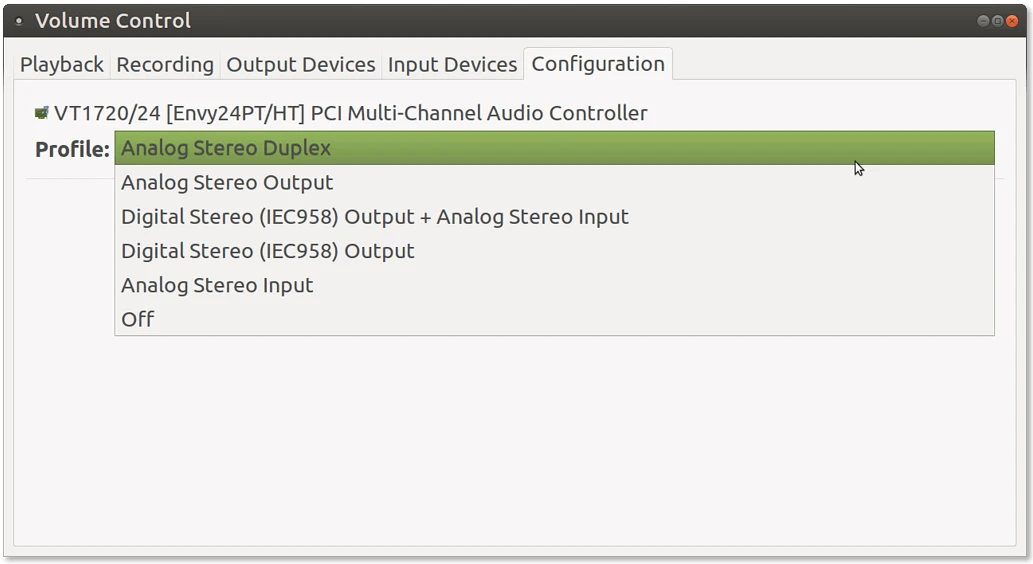 Volume Control
Playback Recording Output Devices Input Devices Configuration
VT1720/24 [Envy24PT/HT] PCI Multi-Channel Audio Controller
Profile: Analog Stereo Duplex
Analog Stereo Output
Digital Stereo (IEC958) Output + Analog Stereo Input
Digital Stereo (IEC958) Output
Analog Stereo Input
Off